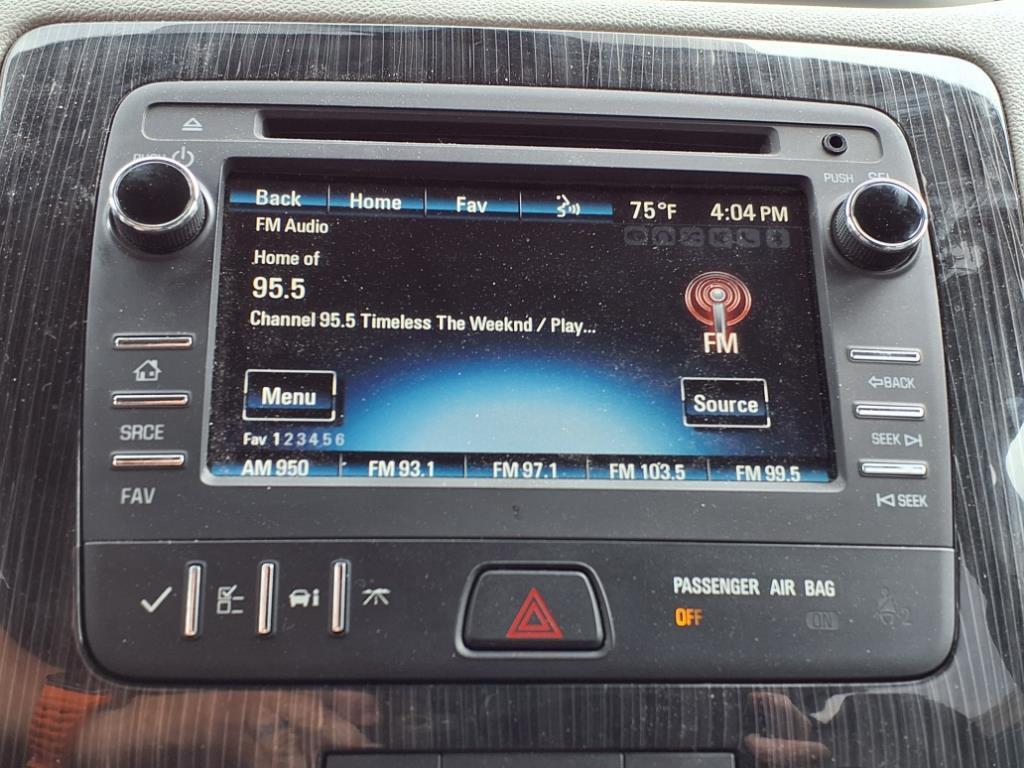 PUSH
PUSH SEL
Back Home Fav 75°F 4:04 PM
FM Audio
Home of
95.5
Channel 95.5 Timeless The Weeknd / Play...
FM
Menu
Source
Fav 1 2 3 4 5 6
AM 950 FM 93.1 FM 97.1 FM 103.5 FM 99.5
SRCE
FAV
BACK
SEEK
SEEK
PASSENGER AIR BAG
OFF ON
2